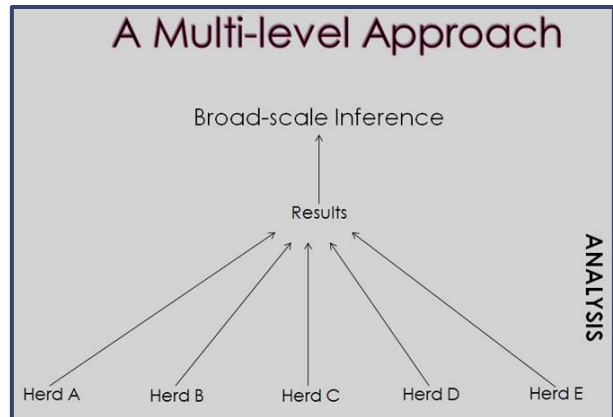 A Multi-level Approach
Broad-scale Inference
Results
ANALYSIS
Herd A
Herd B
Herd C
Herd D
Herd E